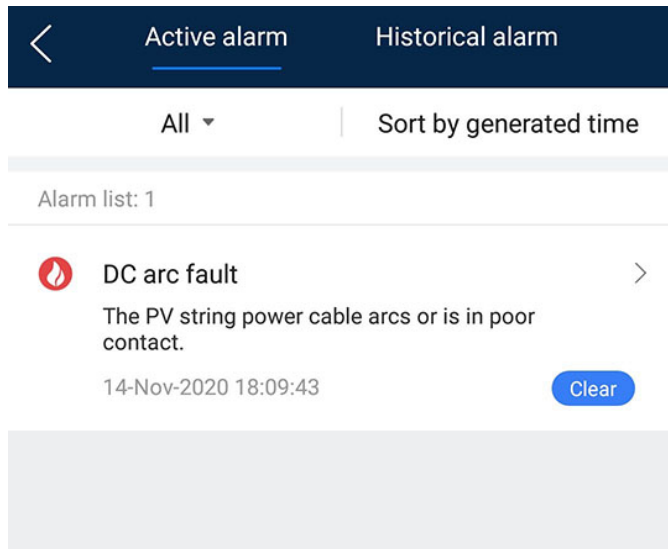 Active alarm Historical alarm
All Sort by generated time
Alarm list: 1
DC arc fault
The PV string power cable arcs or is in poor
contact.
14-Nov-2020 18:09:43 Clear